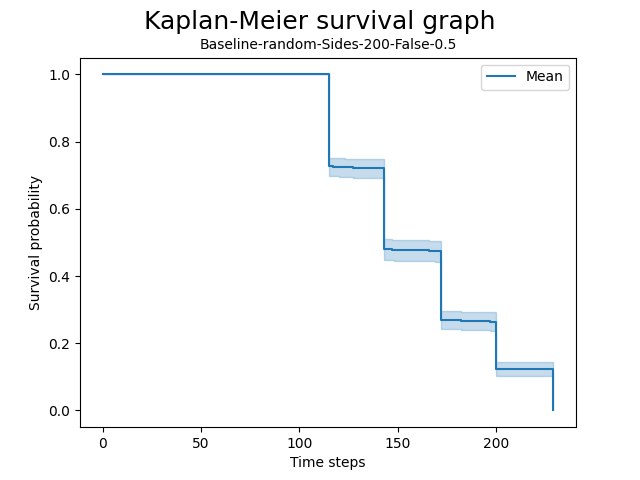 Kaplan-Meier survival graph
Baseline-random-Sides-200-False-0.5
Mean
1.0
0.8
0.6
0.4
0.2
0.0
Survival probability
0
50
100
150
200
Time steps